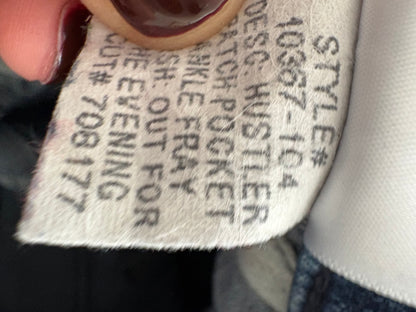 STYLE#
10367-104
DESC: HUSTLER
PATCH POCKET
ANKLE FRAY
WASH: OUT FOR
THE EVENING
CUT# 708177